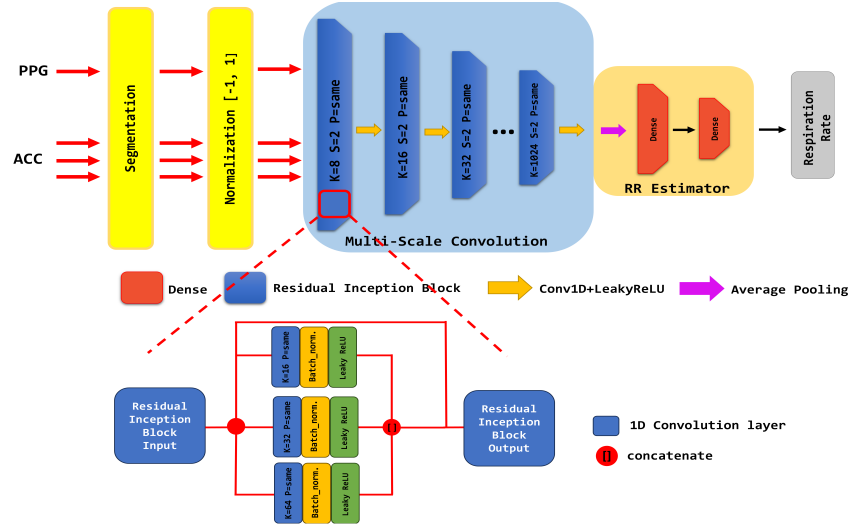 PPG
ACC
Segmentation
Normalization [-1, 1]
K=8 S=2 P=same
K=16 S=2 P=same
K=32 S=2 P=same
•••
K=1024 S=2 P=same
Multi-Scale Convolution
Dense
Dense
RR Estimator
Respiration
Rate
Dense
Residual Inception Block
Conv1D+LeakyReLU
Average Pooling
Residual
Inception
Block
Input
K=16 P=same
Batch_norm.
Leaky ReLU
K=32 P=same
Batch_norm.
Leaky ReLU
K=64 P=same
Batch_norm.
Leaky ReLU
[]
Residual
Inception
Block
Output
1D Convolution layer
[] concatenate